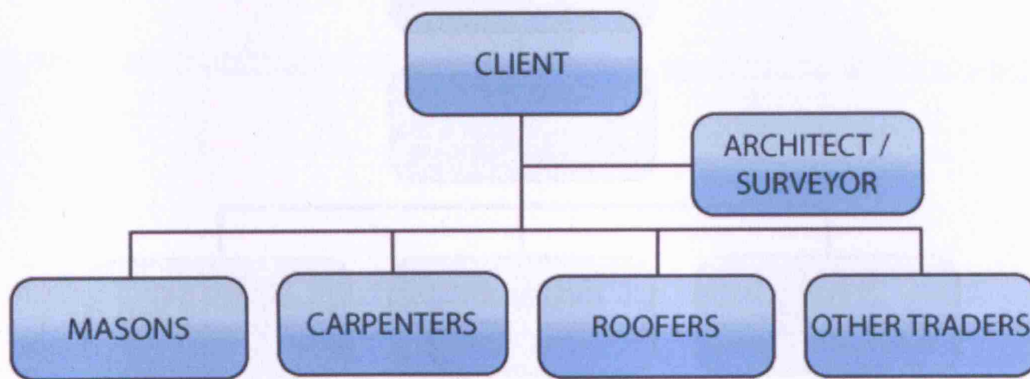 CLIENT
ARCHITECT /
SURVEYOR
MASONS
CARPENTERS
ROOFERS
OTHER TRADERS